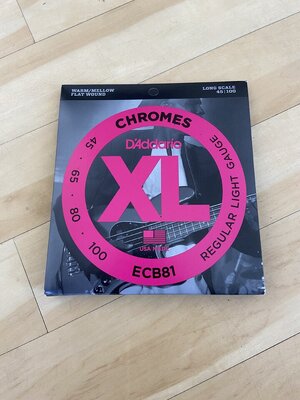 WARM/MELLOW
FLAT WOUND
LONG SCALE
45|100
CHROMES
D'Addario
XL
USA MADE
ECB81
REGULAR LIGHT GAUGE
45 · 65 · 80 · 100